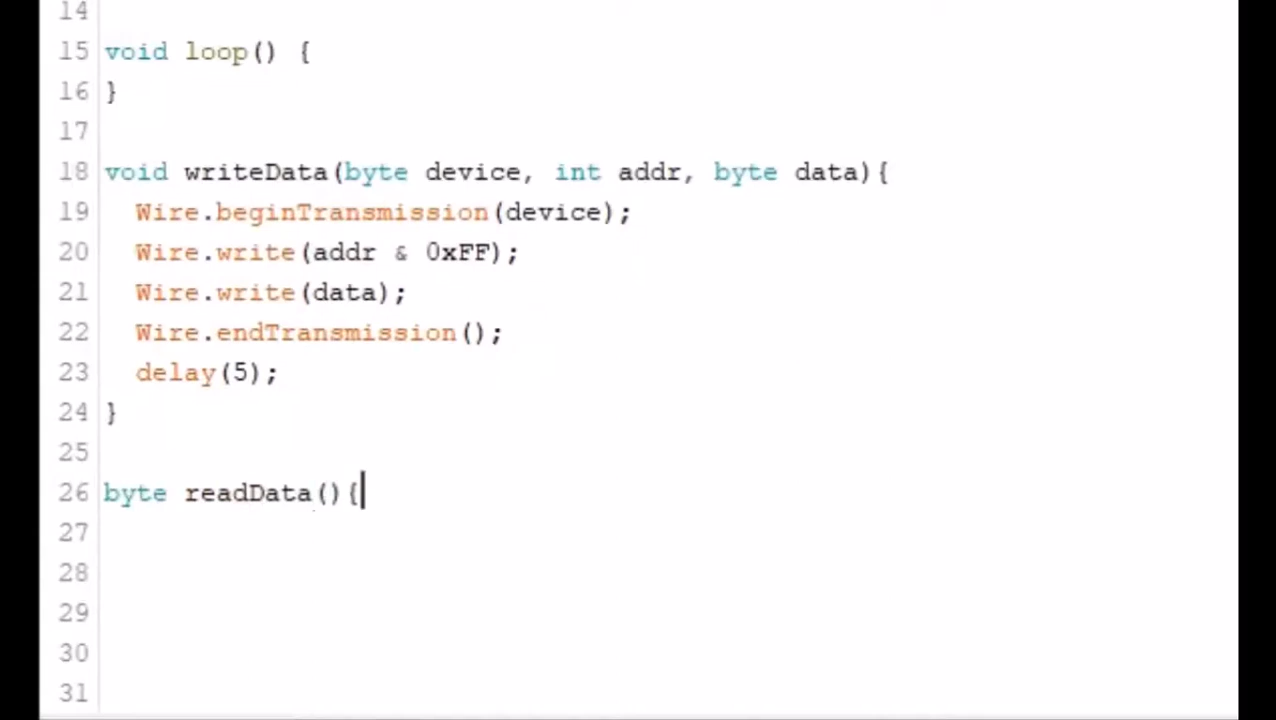 14
15 void loop() {
16 }
17
18 void writeData(byte device, int addr, byte data){
19   Wire.beginTransmission(device);
20   Wire.write(addr & 0xFF);
21   Wire.write(data);
22   Wire.endTransmission();
23   delay(5);
24 }
25
26 byte readData(){
27
28
29
30
31